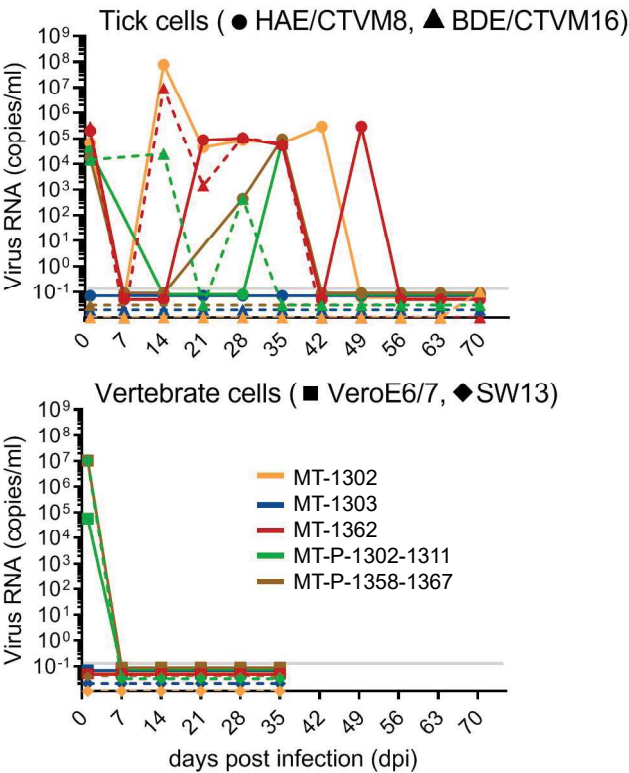 Tick cells ( ● HAE/CTVM8, ▲ BDE/CTVM16)
Virus RNA (copies/ml)
10⁹
10⁸
10⁷
10⁶
10⁵
10⁴
10³
10²
10¹
10⁰
10⁻¹
0 7 14 21 28 35 42 49 56 63 70
Vertebrate cells ( ■ VeroE6/7, ◆ SW13)
Virus RNA (copies/ml)
10⁹
10⁸
10⁷
10⁶
10⁵
10⁴
10³
10²
10¹
10⁰
10⁻¹
MT-1302
MT-1303
MT-1362
MT-P-1302-1311
MT-P-1358-1367
0 7 14 21 28 35 42 49 56 63 70
days post infection (dpi)